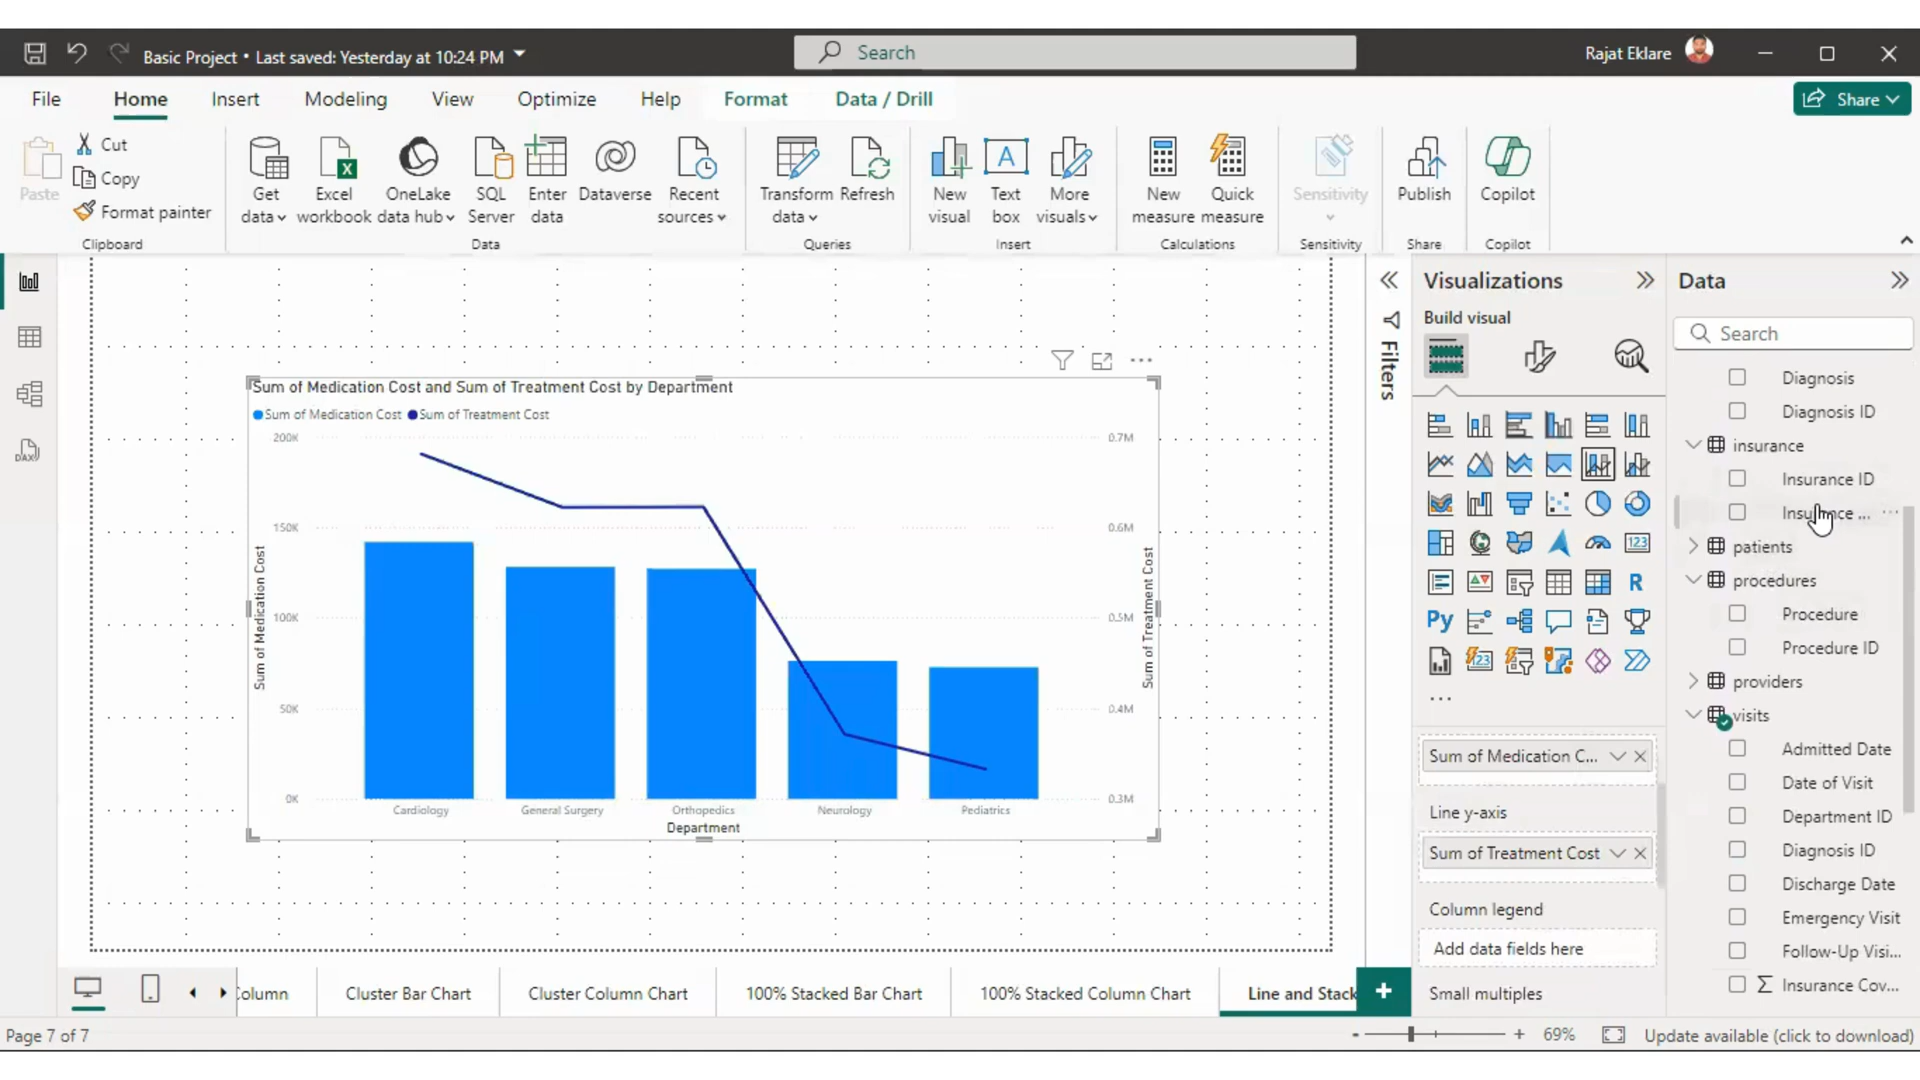 Basic Project • Last saved: Yesterday at 10:24 PM
Search
Rajat Eklare
File
Home
Insert
Modeling
View
Optimize
Help
Format
Data / Drill
Share
Paste
Cut
Copy
Format painter
Clipboard
Get
data
Excel
workbook
OneLake
data hub
SQL
Server
Enter
data
Dataverse
Recent
sources
Data
Transform
data
Refresh
Queries
New
visual
Text
box
More
visuals
Insert
New
measure
Quick
measure
Calculations
Sensitivity
Sensitivity
Publish
Share
Copilot
Copilot
Sum of Medication Cost and Sum of Treatment Cost by Department
Sum of Medication Cost
Sum of Treatment Cost
200K
150K
100K
50K
0K
Sum of Medication Cost
0.7M
0.6M
0.5M
0.4M
0.3M
Sum of Treatment Cost
Cardiology
General Surgery
Orthopedics
Neurology
Pediatrics
Department
Filters
Visualizations
Build visual
123
R
Py
123
Sum of Medication C...
Line y-axis
Sum of Treatment Cost
Column legend
Add data fields here
Small multiples
Data
Search
Diagnosis
Diagnosis ID
insurance
Insurance ID
Insurance ...
patients
procedures
Procedure
Procedure ID
providers
visits
Admitted Date
Date of Visit
Department ID
Diagnosis ID
Discharge Date
Emergency Visit
Follow-Up Visi...
Σ Insurance Cov...
DAX
Column
Cluster Bar Chart
Cluster Column Chart
100% Stacked Bar Chart
100% Stacked Column Chart
Line and Stack
+
Page 7 of 7
- + 69%
Update available (click to download)